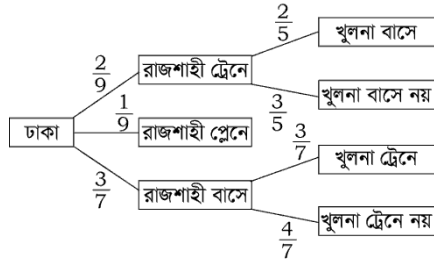 2/5
খুলনা বাসে
2/9
রাজশাহী ট্রেনে
1/9
3/5
খুলনা বাসে নয়
ঢাকা
রাজশাহী প্লেনে
3/7
খুলনা ট্রেনে
3/7
রাজশাহী বাসে
4/7
খুলনা ট্রেনে নয়